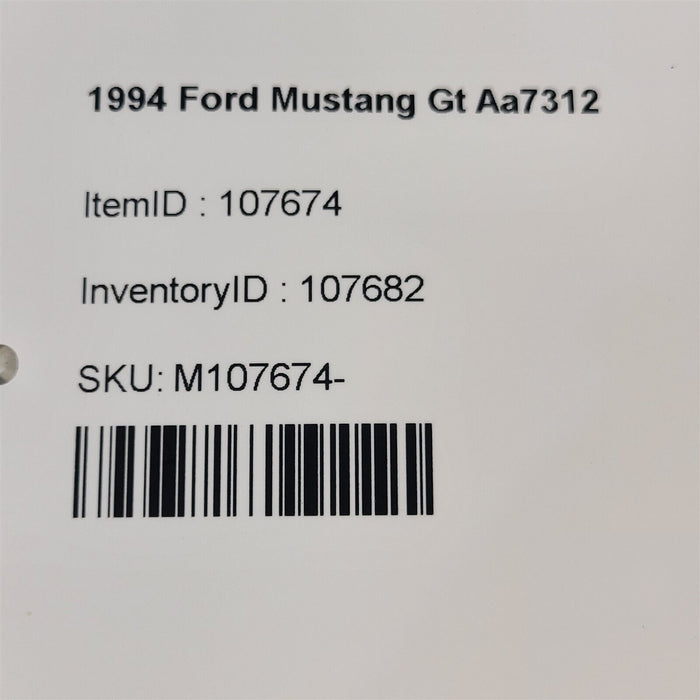 1994 Ford Mustang Gt Aa7312
ItemID : 107674
InventoryID : 107682
SKU: M107674-